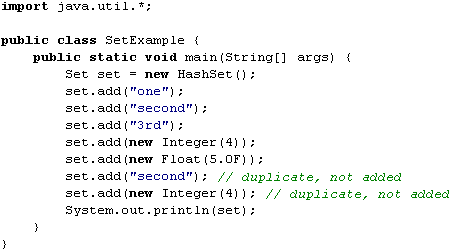 import java.util.*;
public class SetExample {
public static void main(String[] args) {
Set set = new HashSet();
set.add("one");
set.add("second");
set.add("3rd");
set.add(new Integer(4));
set.add(new Float(5.0F));
set.add("second"); // duplicate, not added
set.add(new Integer(4)); // duplicate, not added
System.out.println(set);
}
}